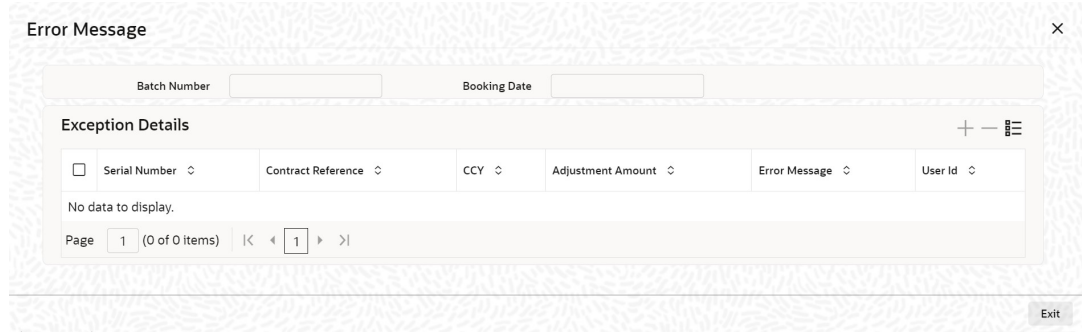 Error Message
Batch Number Booking Date
Exception Details
Serial Number Contract Reference CCY Adjustment Amount Error Message User Id
No data to display.
Page 1 (0 of 0 items) 1
Exit